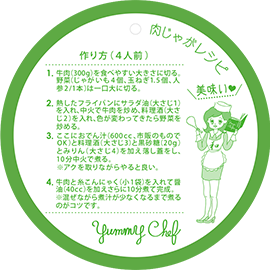 肉じゃがレシピ
美味い♥
作り方(4人前)
1、牛肉(300g)を食べやすい大きさに切る。
野菜(じゃがいも4個、玉ねぎ1.5個、人
参2/1本)は一口大に切る。
2、熱したフライパンにサラダ油(大さじ1)
を入れ、中火で牛肉を炒め、料理酒(大さ
じ2)を入れ、色が変わってきたら野菜を
炒める。
3、ここにおでん汁(600cc、市販のもので
OK)と料理酒(大さじ3)と黒砂糖(20g)
とみりん(大さじ4)を加え落し蓋をし、
10分中火で煮る。
※アクを取りながらやると良い。
4、牛肉と糸こんにゃく(小1袋)を入れて醤
油(40cc)を加えさらに10分煮て完成。
※混ぜながら煮汁が少なくなるまで煮る
のがコツです。
Yummy Chef